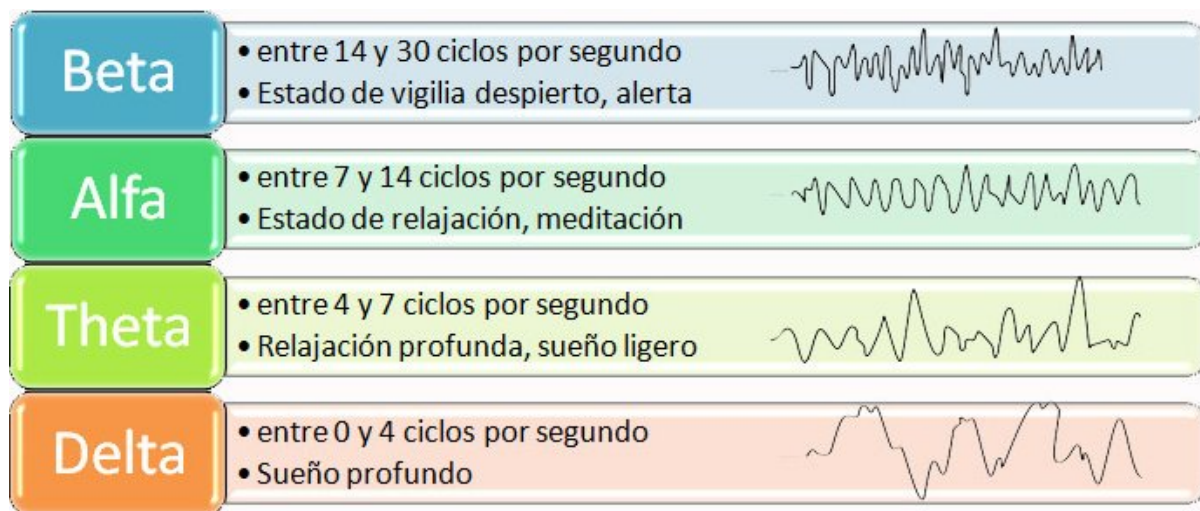 Beta
• entre 14 y 30 ciclos por segundo
• Estado de vigilia despierto, alerta
Alfa
• entre 7 y 14 ciclos por segundo
• Estado de relajación, meditación
Theta
• entre 4 y 7 ciclos por segundo
• Relajación profunda, sueño ligero
Delta
• entre 0 y 4 ciclos por segundo
• Sueño profundo